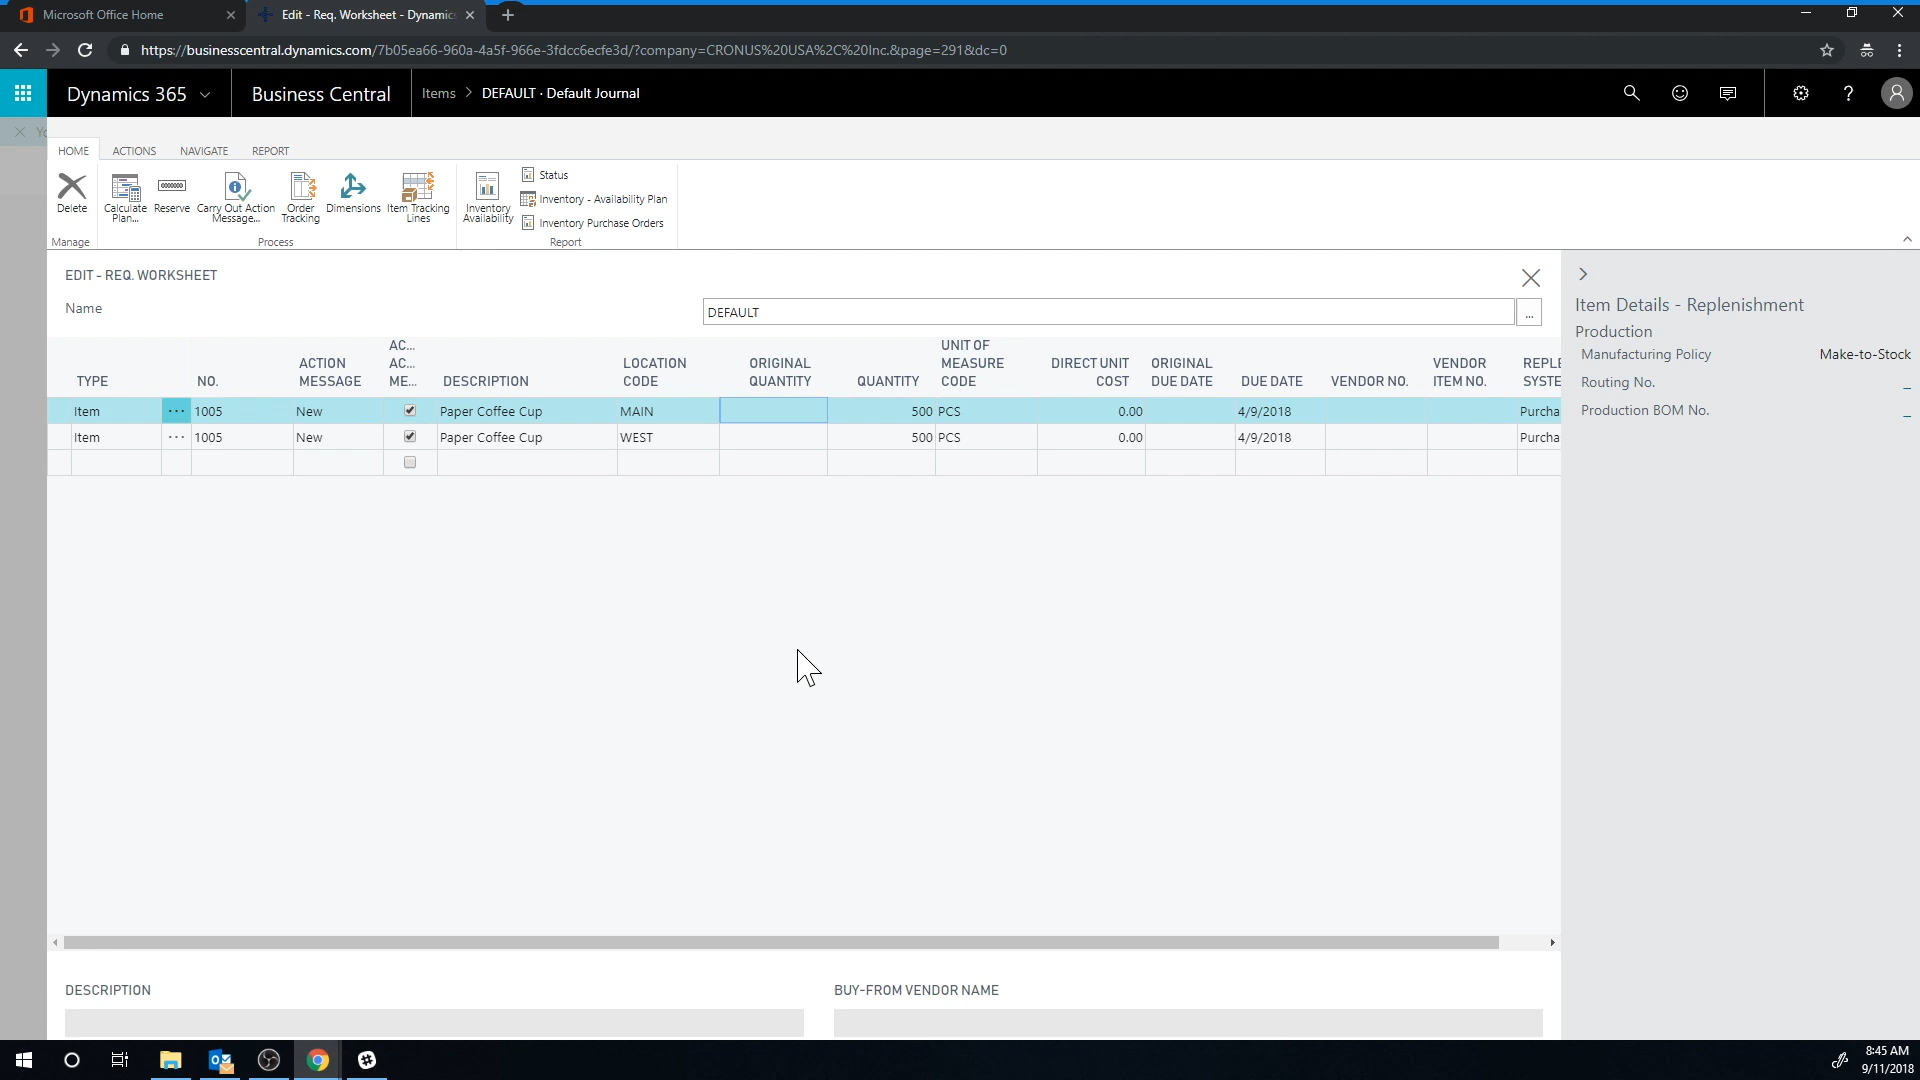 Microsoft Office Home
Edit - Req. Worksheet - Dynamics
https://businesscentral.dynamics.com/7b05ea66-960a-4a5f-966e-3fdcc6ecfe3d/?company=CRONUS%20USA%2C%20Inc.&page=291&dc=0
Dynamics 365
Business Central
Items > DEFAULT · Default Journal
?
HOME
ACTIONS
NAVIGATE
REPORT
Delete
Calculate Plan...
Reserve
Carry Out Action Message...
Order Tracking
Dimensions
Item Tracking Lines
Inventory Availability
Status
Inventory - Availability Plan
Inventory Purchase Orders
Manage
Process
Report
EDIT - REQ. WORKSHEET
Name
DEFAULT
...
TYPE
NO.
ACTION MESSAGE
AC... AC... ME...
DESCRIPTION
LOCATION CODE
ORIGINAL QUANTITY
QUANTITY
UNIT OF MEASURE CODE
DIRECT UNIT COST
ORIGINAL DUE DATE
DUE DATE
VENDOR NO.
VENDOR ITEM NO.
REPLE SYSTE
Item ... 1005 New Paper Coffee Cup MAIN 500 PCS 0.00 4/9/2018 Purcha
Item ... 1005 New Paper Coffee Cup WEST 500 PCS 0.00 4/9/2018 Purcha
Item Details - Replenishment
Production
Manufacturing Policy Make-to-Stock
Routing No. _
Production BOM No. _
DESCRIPTION
BUY-FROM VENDOR NAME
8:45 AM
9/11/2018